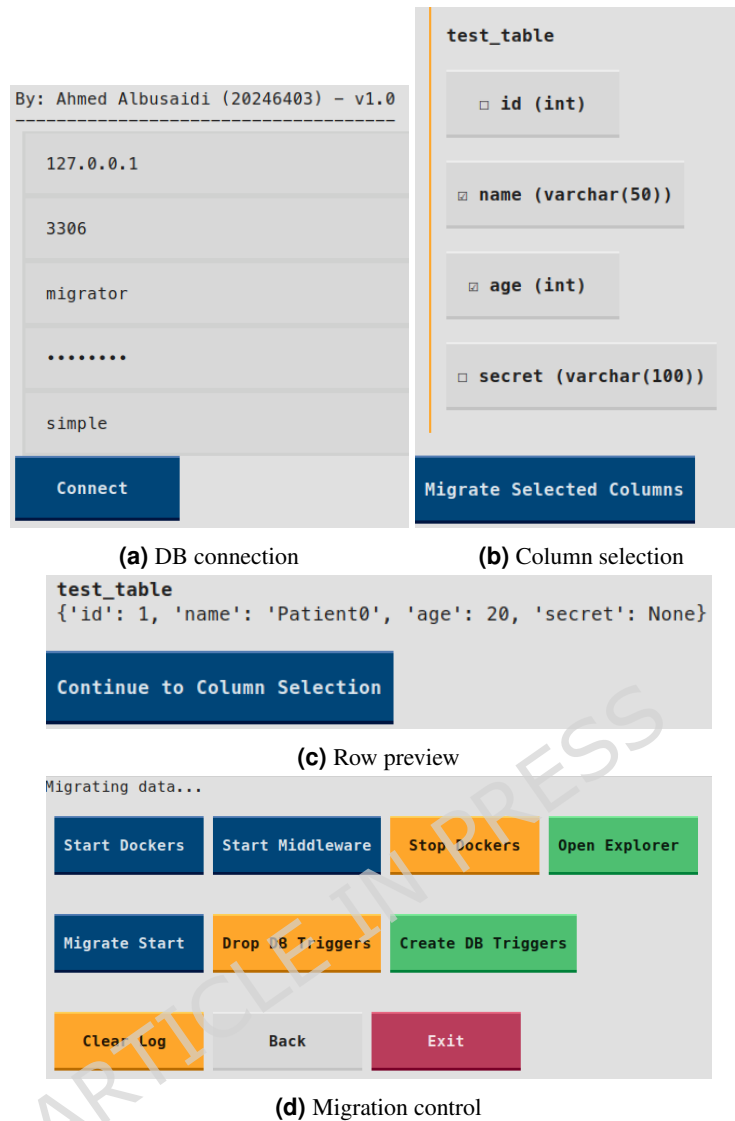 By: Ahmed Albusaidi (20246403) – v1.0
127.0.0.1
3306
migrator
••••••••
simple
Connect
(a) DB connection
test_table
☐ id (int)
☑ name (varchar(50))
☑ age (int)
☐ secret (varchar(100))
Migrate Selected Columns
(b) Column selection
test_table
{'id': 1, 'name': 'Patient0', 'age': 20, 'secret': None}
Continue to Column Selection
(c) Row preview
Migrating data...
Start Dockers Start Middleware Stop Dockers Open Explorer
Migrate Start Drop DB Triggers Create DB Triggers
Clear Log Back Exit
(d) Migration control
ARTICLE IN PRESS